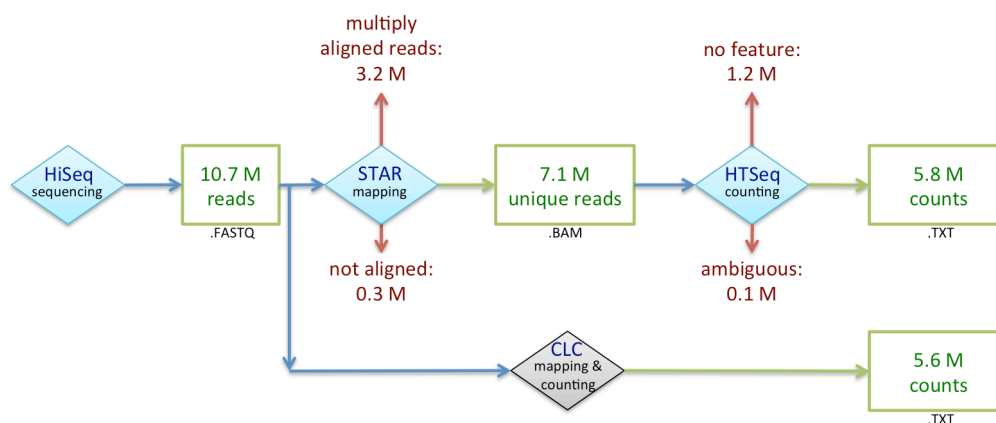 multiply
aligned reads:
3.2 M
no feature:
1.2 M
HiSeq
sequencing
10.7 M
reads
.FASTQ
STAR
mapping
7.1 M
unique reads
.BAM
HTSeq
counting
5.8 M
counts
.TXT
not aligned:
0.3 M
ambiguous:
0.1 M
CLC
mapping &
counting
5.6 M
counts
.TXT